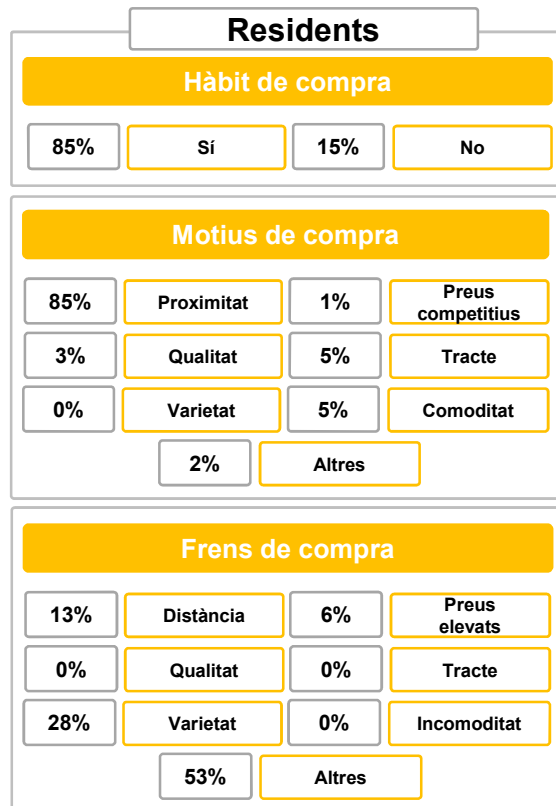 Residents
Hàbit de compra
85% Sí 15% No
Motius de compra
85% Proximitat 1% Preus
competitius
3% Qualitat 5% Tracte
0% Varietat 5% Comoditat
2% Altres
Frens de compra
13% Distància 6% Preus
elevats
0% Qualitat 0% Tracte
28% Varietat 0% Incomoditat
53% Altres